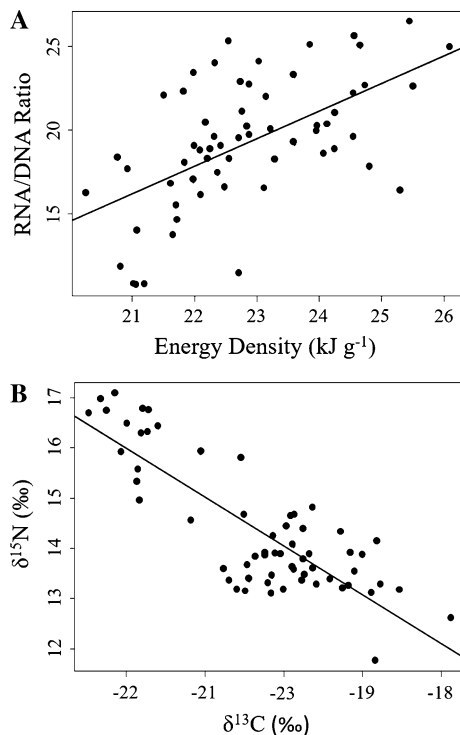 A
RNA/DNA Ratio
25
20
15
21 22 23 24 25 26
Energy Density (kJ g-1)
B
δ15N (‰)
17
16
15
14
13
12
-22 -21 -23 -22 -19 -18
δ13C (‰)